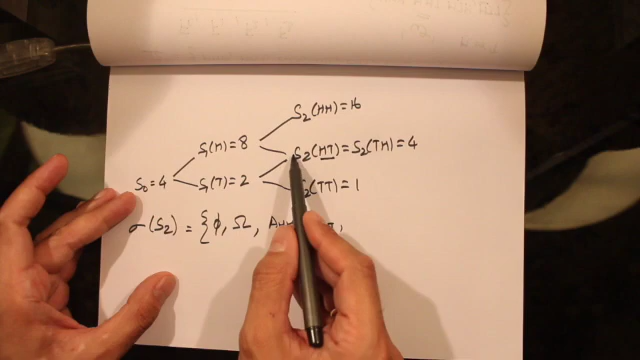 S₂(HH) = 16
S₁(H) = 8
S₂(HT) = S₂(TH) = 4
S₀ = 4
S₁(T) = 2
S₂(TT) = 1
σ(S₂) = { ϕ, Ω,